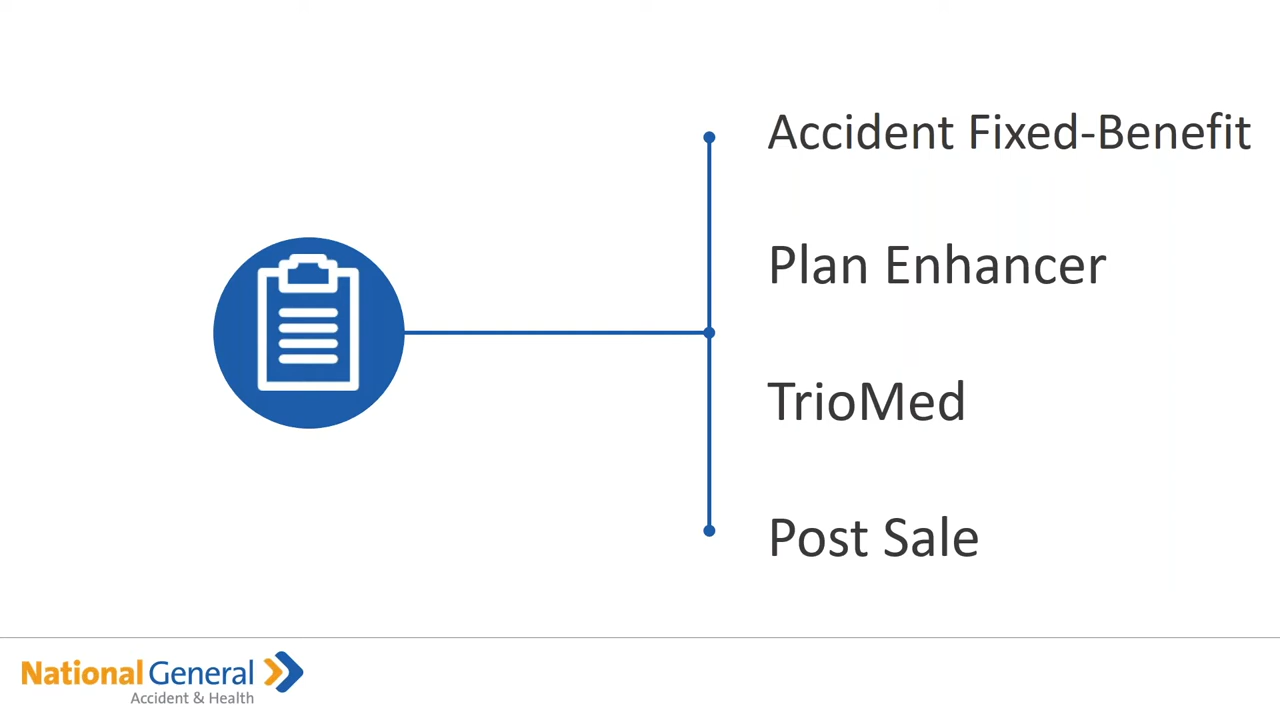 Accident Fixed-Benefit
Plan Enhancer
TrioMed
Post Sale
National General
Accident & Health